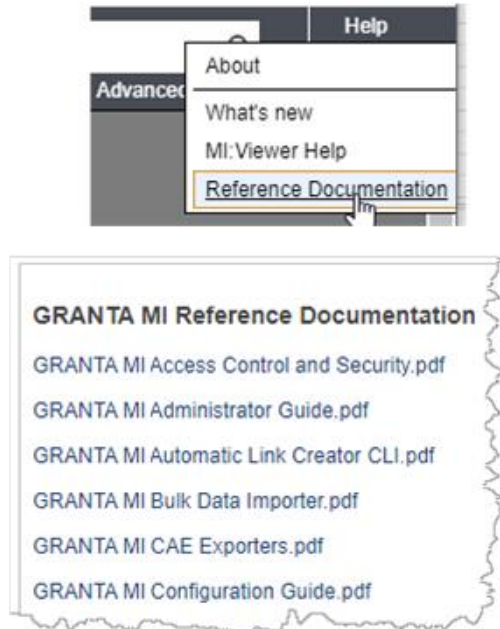 Help
About
Advanced
What's new
MI:Viewer Help
Reference Documentation
GRANTA MI Reference Documentation
GRANTA MI Access Control and Security.pdf
GRANTA MI Administrator Guide.pdf
GRANTA MI Automatic Link Creator CLI.pdf
GRANTA MI Bulk Data Importer.pdf
GRANTA MI CAE Exporters.pdf
GRANTA MI Configuration Guide.pdf